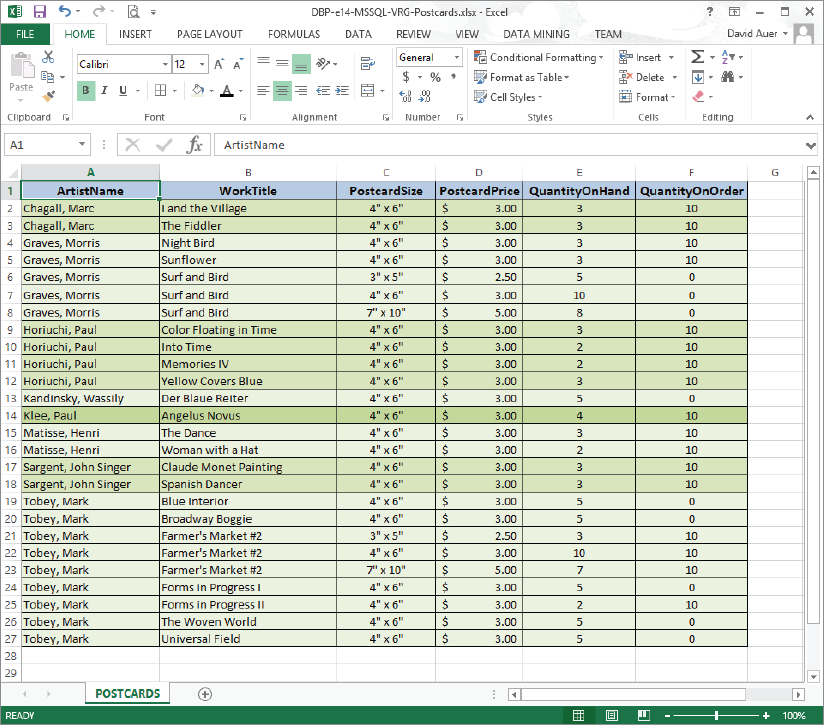 DBP-e14-MSSQL-VRG-Postcards.xlsx - Excel
FILE HOME INSERT PAGE LAYOUT FORMULAS DATA REVIEW VIEW DATA MINING TEAM David Auer
Calibri 12 General Conditional Formatting Insert
Paste B I U $ % , Format as Table Delete
Cell Styles Format
Clipboard Font Alignment Number Styles Cells Editing
A1 fx ArtistName
A B C D E F G
1 ArtistName WorkTitle PostcardSize PostcardPrice QuantityOnHand QuantityOnOrder
2 Chagall, Marc I and the Village 4" x 6" $ 3.00 3 10
3 Chagall, Marc The Fiddler 4" x 6" $ 3.00 3 10
4 Graves, Morris Night Bird 4" x 6" $ 3.00 3 10
5 Graves, Morris Sunflower 4" x 6" $ 3.00 3 10
6 Graves, Morris Surf and Bird 3" x 5" $ 2.50 5 0
7 Graves, Morris Surf and Bird 4" x 6" $ 3.00 10 0
8 Graves, Morris Surf and Bird 7" x 10" $ 5.00 8 0
9 Horiuchi, Paul Color Floating in Time 4" x 6" $ 3.00 3 10
10 Horiuchi, Paul Into Time 4" x 6" $ 3.00 2 10
11 Horiuchi, Paul Memories IV 4" x 6" $ 3.00 2 10
12 Horiuchi, Paul Yellow Covers Blue 4" x 6" $ 3.00 3 10
13 Kandinsky, Wassily Der Blaue Reiter 4" x 6" $ 3.00 5 0
14 Klee, Paul Angelus Novus 4" x 6" $ 3.00 4 10
15 Matisse, Henri The Dance 4" x 6" $ 3.00 3 10
16 Matisse, Henri Woman with a Hat 4" x 6" $ 3.00 2 10
17 Sargent, John Singer Claude Monet Painting 4" x 6" $ 3.00 3 10
18 Sargent, John Singer Spanish Dancer 4" x 6" $ 3.00 3 10
19 Tobey, Mark Blue Interior 4" x 6" $ 3.00 5 0
20 Tobey, Mark Broadway Boggie 4" x 6" $ 3.00 5 0
21 Tobey, Mark Farmer's Market #2 3" x 5" $ 2.50 3 10
22 Tobey, Mark Farmer's Market #2 4" x 6" $ 3.00 10 10
23 Tobey, Mark Farmer's Market #2 7" x 10" $ 5.00 7 10
24 Tobey, Mark Forms in Progress I 4" x 6" $ 3.00 5 0
25 Tobey, Mark Forms in Progress II 4" x 6" $ 3.00 2 10
26 Tobey, Mark The Woven World 4" x 6" $ 3.00 5 0
27 Tobey, Mark Universal Field 4" x 6" $ 3.00 5 0
28
29
POSTCARDS
READY 100%